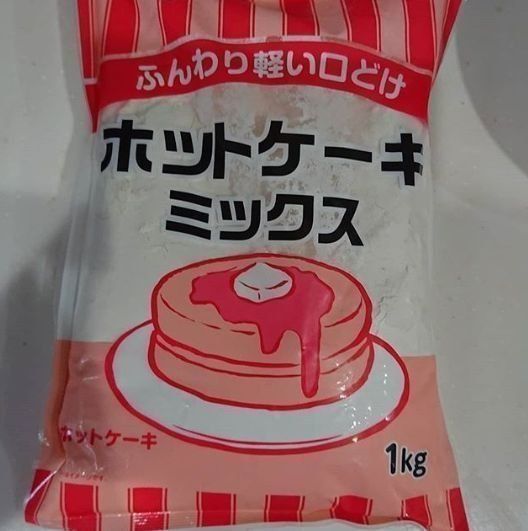 ふんわり軽い口どけ
ホットケーキ
ミックス
ホットケーキ
1kg